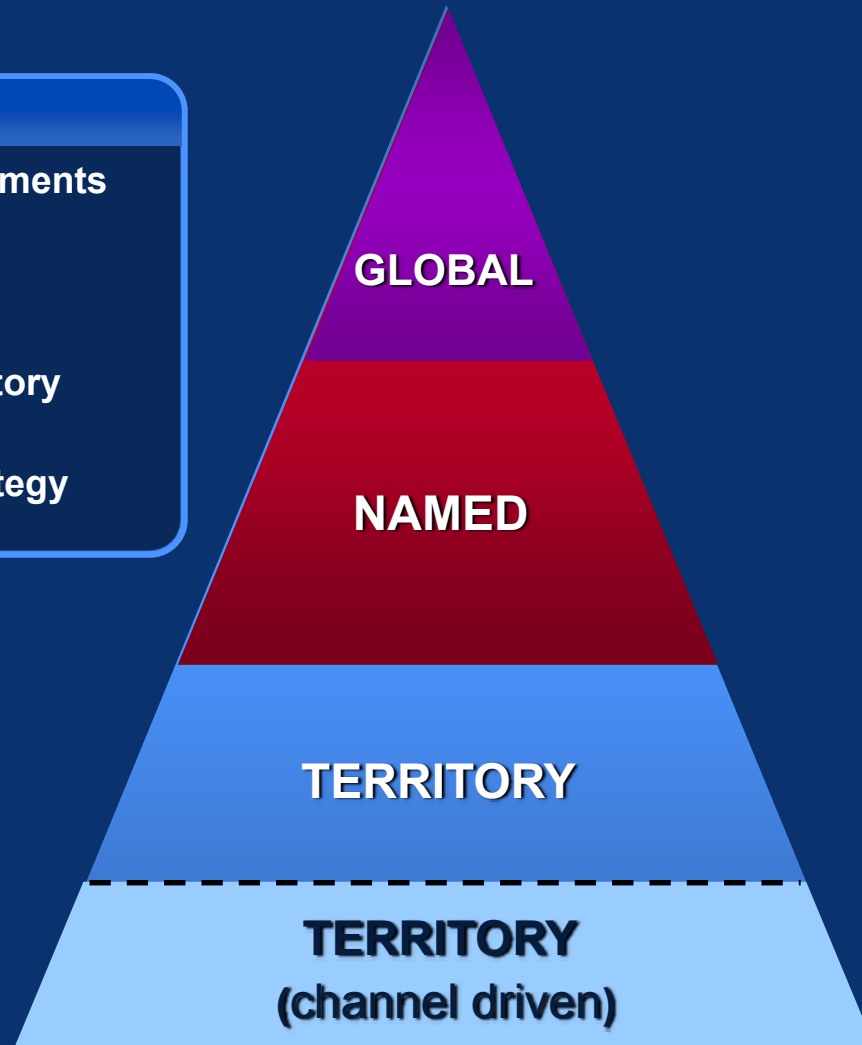 ments
tory
tegy
GLOBAL
NAMED
TERRITORY
TERRITORY
(channel driven)